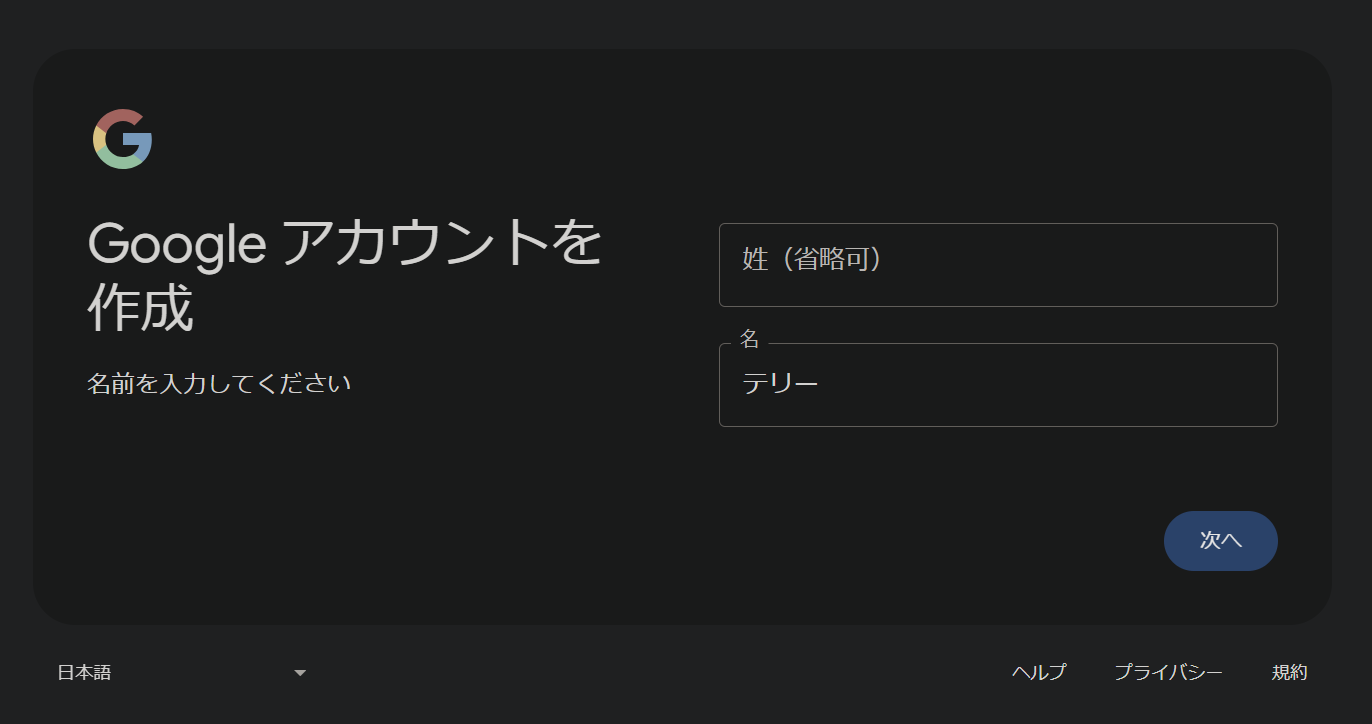 Google アカウントを
作成
名前を入力してください
姓（省略可）
名
テリー
次へ
日本語
ヘルプ
プライバシー
規約